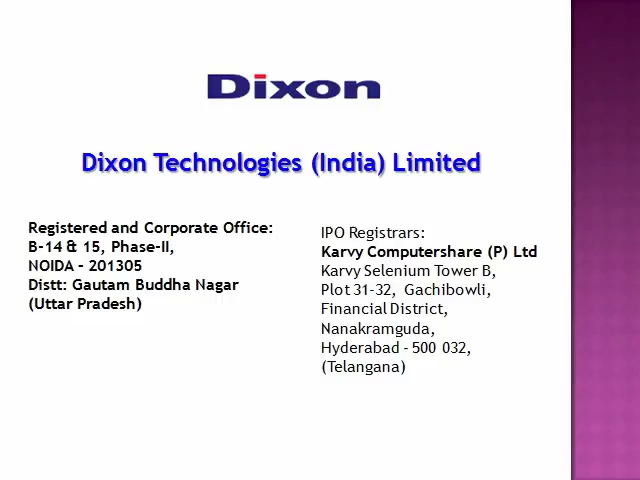 Dixon
Dixon Technologies (India) Limited
Registered and Corporate Office:
B-14 & 15, Phase-II,
NOIDA - 201305
Distt: Gautam Buddha Nagar
(Uttar Pradesh)
IPO Registrars:
Karvy Computershare (P) Ltd
Karvy Selenium Tower B,
Plot 31-32, Gachibowli,
Financial District,
Nanakramguda,
Hyderabad - 500 032,
(Telangana)